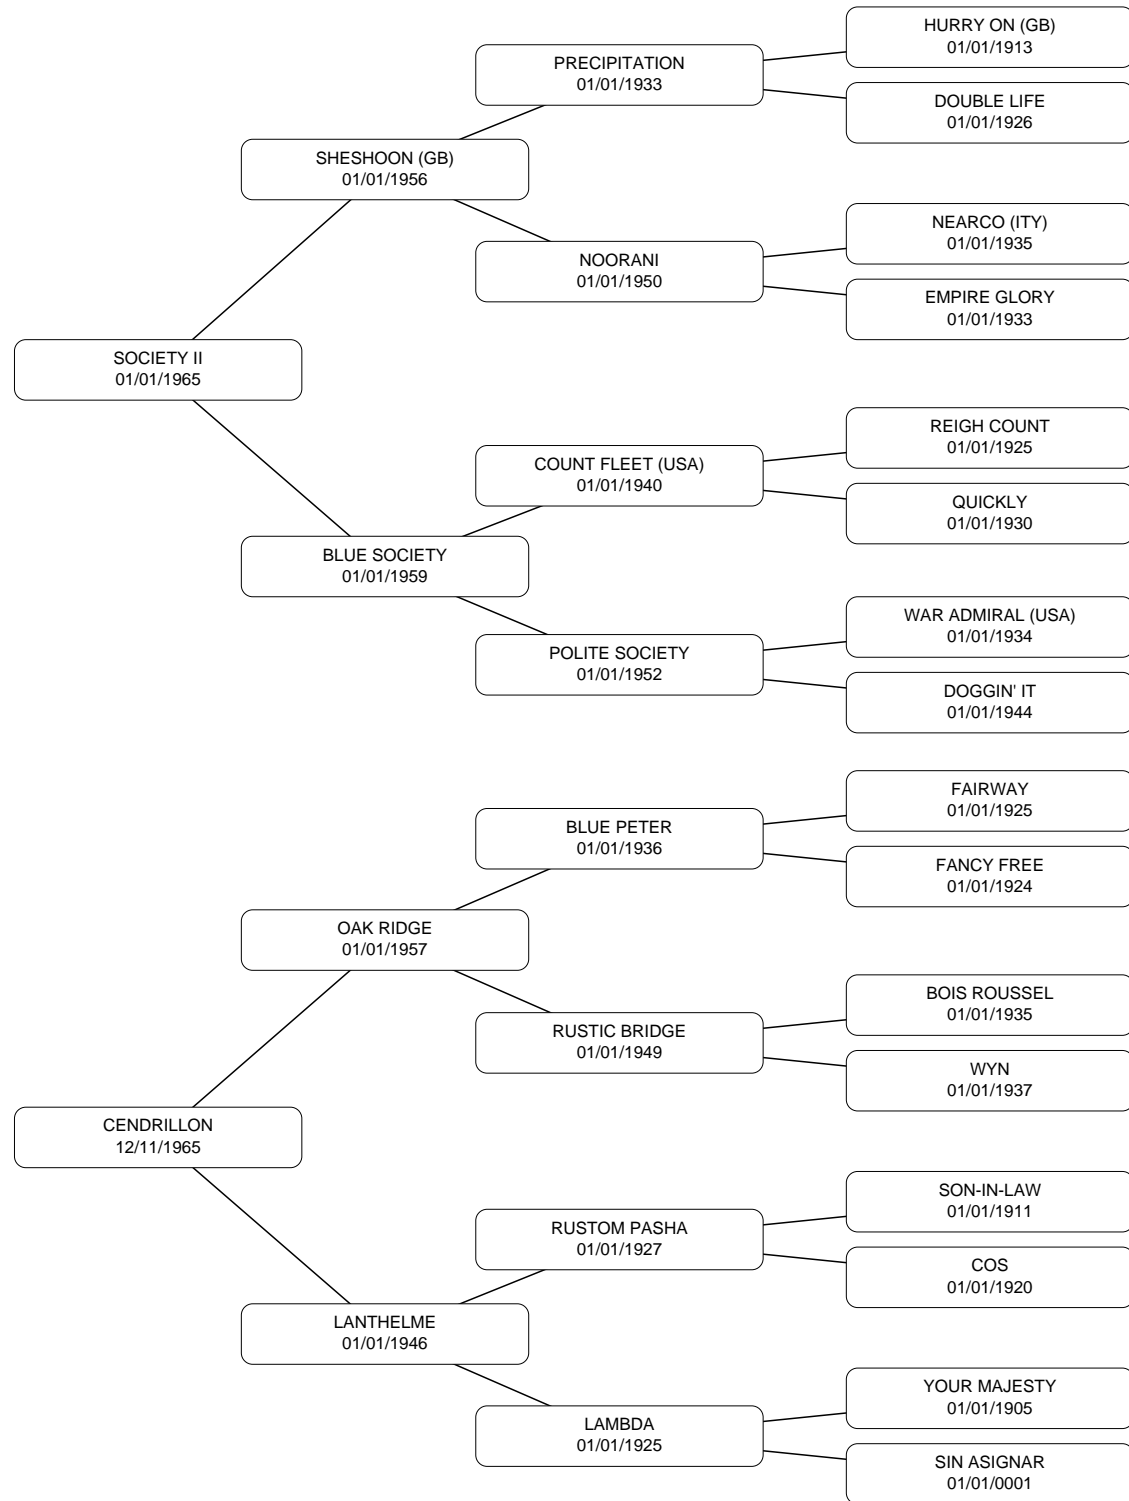 HURRY ON (GB)
01/01/1913
PRECIPITATION
01/01/1933
DOUBLE LIFE
01/01/1926
SHESHOON (GB)
01/01/1956
NEARCO (ITY)
01/01/1935
NOORANI
01/01/1950
EMPIRE GLORY
01/01/1933
SOCIETY II
01/01/1965
REIGH COUNT
01/01/1925
COUNT FLEET (USA)
01/01/1940
QUICKLY
01/01/1930
BLUE SOCIETY
01/01/1959
WAR ADMIRAL (USA)
01/01/1934
POLITE SOCIETY
01/01/1952
DOGGIN' IT
01/01/1944
FAIRWAY
01/01/1925
BLUE PETER
01/01/1936
FANCY FREE
01/01/1924
OAK RIDGE
01/01/1957
BOIS ROUSSEL
01/01/1935
RUSTIC BRIDGE
01/01/1949
WYN
01/01/1937
CENDRILLON
12/11/1965
SON-IN-LAW
01/01/1911
RUSTOM PASHA
01/01/1927
COS
01/01/1920
LANTHELME
01/01/1946
YOUR MAJESTY
01/01/1905
LAMBDA
01/01/1925
SIN ASIGNAR
01/01/0001